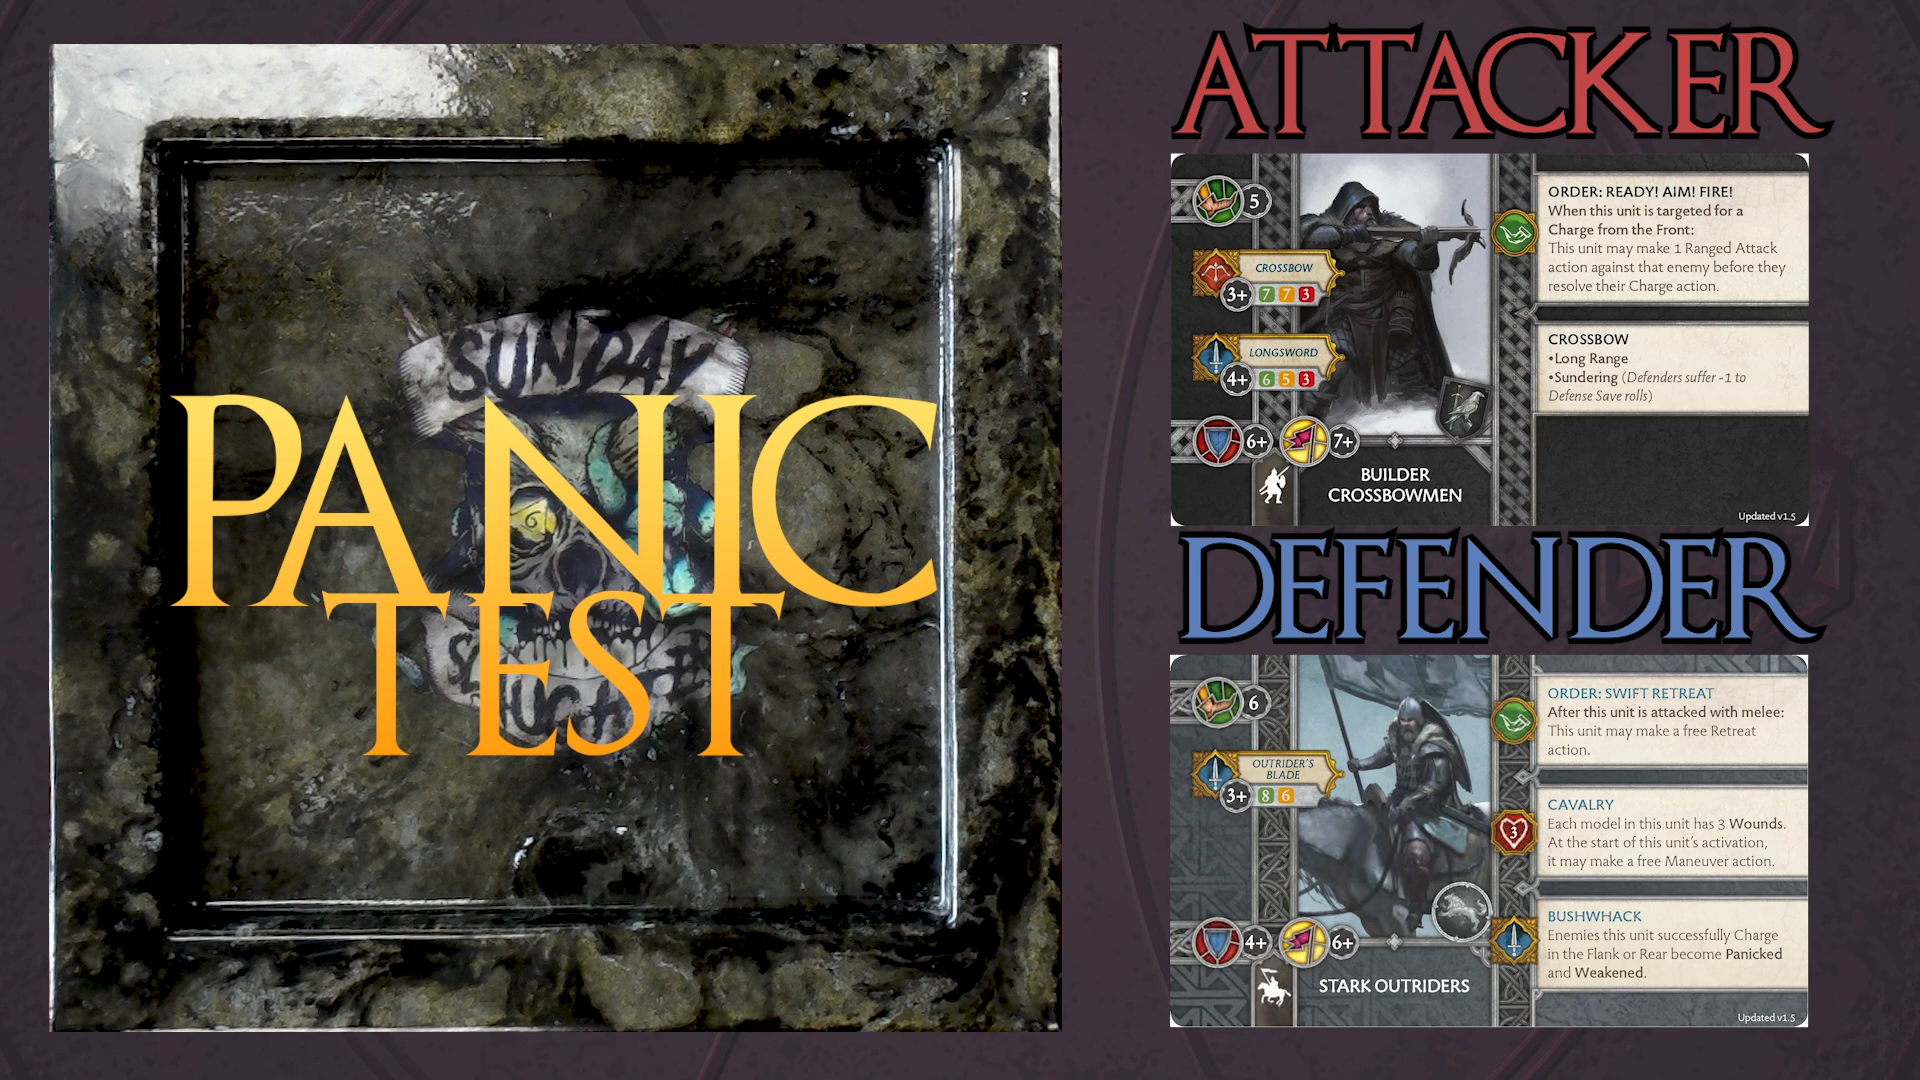 SUNDAY
PANIC
TEST
ATTACKER
5
CROSSBOW
3+ 7 7 3
LONGSWORD
4+ 6 5 3
6+ 7+
BUILDER
CROSSBOWMEN
ORDER: READY! AIM! FIRE!
When this unit is targeted for a
Charge from the Front:
This unit may make 1 Ranged Attack
action against that enemy before they
resolve their Charge action.
CROSSBOW
•Long Range
•Sundering (Defenders suffer -1 to
Defense Save rolls)
Updated v1.5
DEFENDER
6
OUTRIDER'S
BLADE
3+ 8 6
4+ 6+
STARK OUTRIDERS
ORDER: SWIFT RETREAT
After this unit is attacked with melee:
This unit may make a free Retreat
action.
3
CAVALRY
Each model in this unit has 3 Wounds.
At the start of this unit's activation,
it may make a free Maneuver action.
BUSHWHACK
Enemies this unit successfully Charge
in the Flank or Rear become Panicked
and Weakened.
Updated v1.5